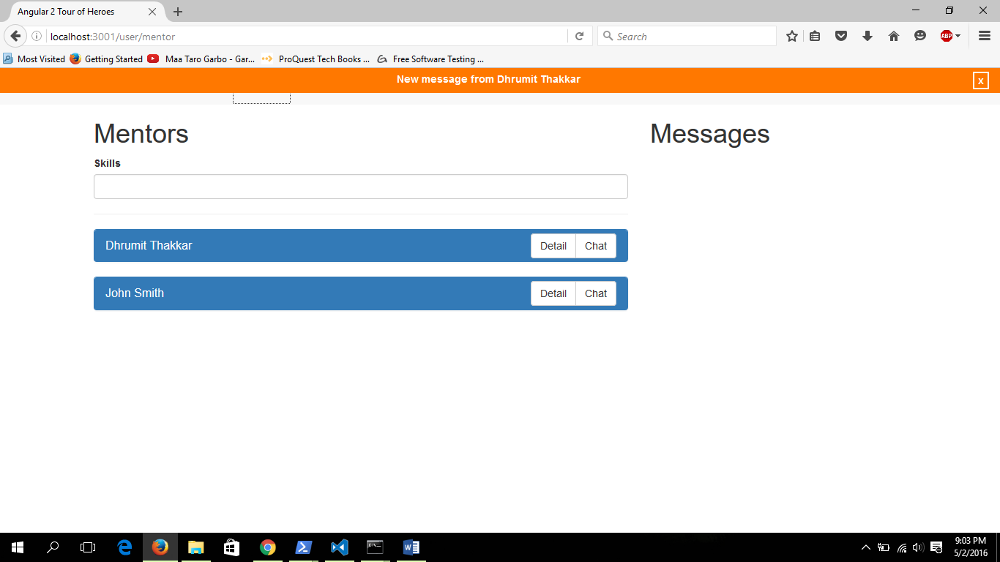 Angular 2 Tour of Heroes
localhost:3001/user/mentor
Search
ABP
Most Visited Getting Started Maa Taro Garbo - Gar... ProQuest Tech Books ... Free Software Testing ...
New message from Dhrumit Thakkar x
Mentors
Skills
Dhrumit Thakkar Detail Chat
John Smith Detail Chat
Messages
9:03 PM
5/2/2016